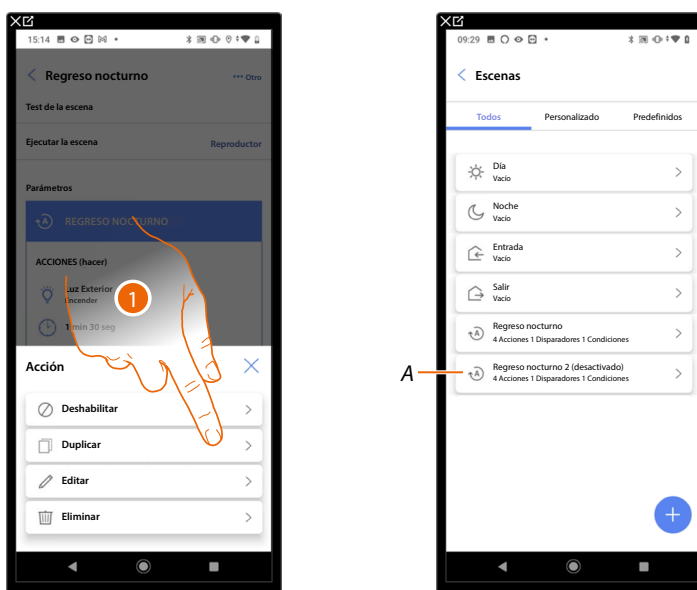 15:14
Regreso nocturno
••• Otro
Test de la escena
Ejecutar la escena
Reproductor
Parámetros
A
REGRESO NOCTURNO
ACCIONES (hacer)
Luz Exterior
Encender
1 min 30 seg
1
Acción
Deshabilitar
Duplicar
Editar
Eliminar
09:29
Escenas
Todos Personalizado Predefinidos
Día
Vacío
Noche
Vacío
Entrada
Vacío
Salir
Vacío
A
Regreso nocturno
4 Acciones 1 Disparadores 1 Condiciones
A
A
Regreso nocturno 2 (desactivado)
4 Acciones 1 Disparadores 1 Condiciones